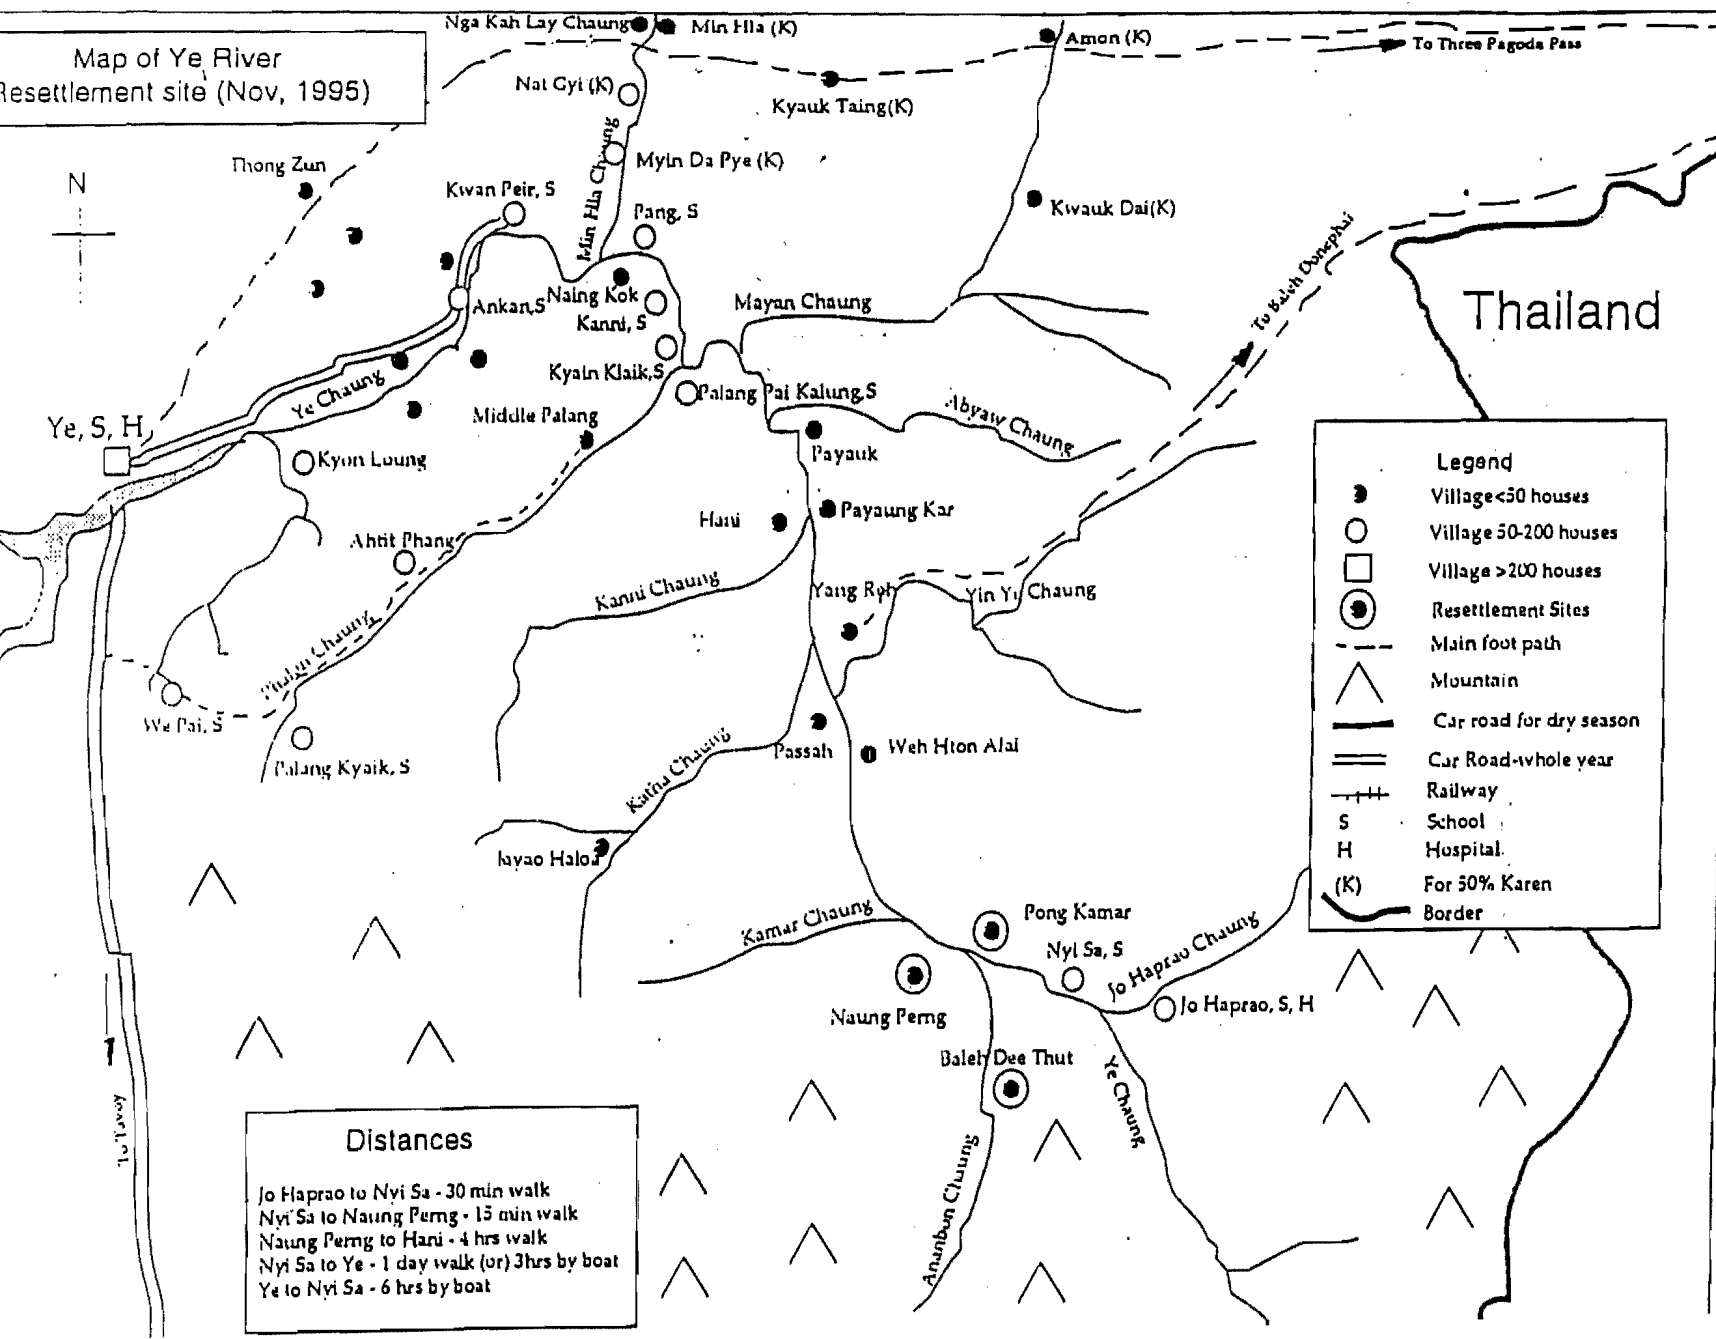 Map of Ye River
Resettlement site (Nov, 1995)
N
Nga Kah Lay Chaung
Min Hla (K)
Amon (K)
To Three Pagoda Pass
Nat Gyi (K)
Kyauk Taing(K)
Min Hla Chaung
Myin Da Pye (K)
Thong Zun
Kwan Peir, S
Pang, S
Kwauk Dai(K)
To Baleh Donephai
Thailand
Ankan,S
Naing Kok
Kanni, S
Mayan Chaung
Kyain Klaik,S
Ye Chaung
Palang Pai Kalung,S
Abyaw Chaung
Middle Palang
Ye, S, H
Kyon Loung
Payauk
Hani
Payaung Kar
Ahtit Phang
Kanni Chaung
Yang Reh
Yin Ye Chaung
Chaung
We Pai, S
Palang Kyaik, S
Passah
Weh Hton Alai
Katha Chaung
Kamar Chaung
Pong Kamar
Nyi Sa, S
Jo Haprao Chaung
Jo Haprao, S, H
Naung Perng
Baleh Dee Thut
Ye Chaung
Ananbon Chaung
To Tavoy
Legend
Village<50 houses
Village 50-200 houses
Village >200 houses
Resettlement Sites
Main foot path
Mountain
Car road for dry season
Car Road-whole year
Railway
S School
H Hospital
(K) For 50% Karen
Border
Distances
Jo Haprao to Nyi Sa - 30 min walk
Nyi Sa to Naung Perng - 15 min walk
Naung Perng to Hani - 4 hrs walk
Nyi Sa to Ye - 1 day walk (or) 3hrs by boat
Ye to Nyi Sa - 6 hrs by boat